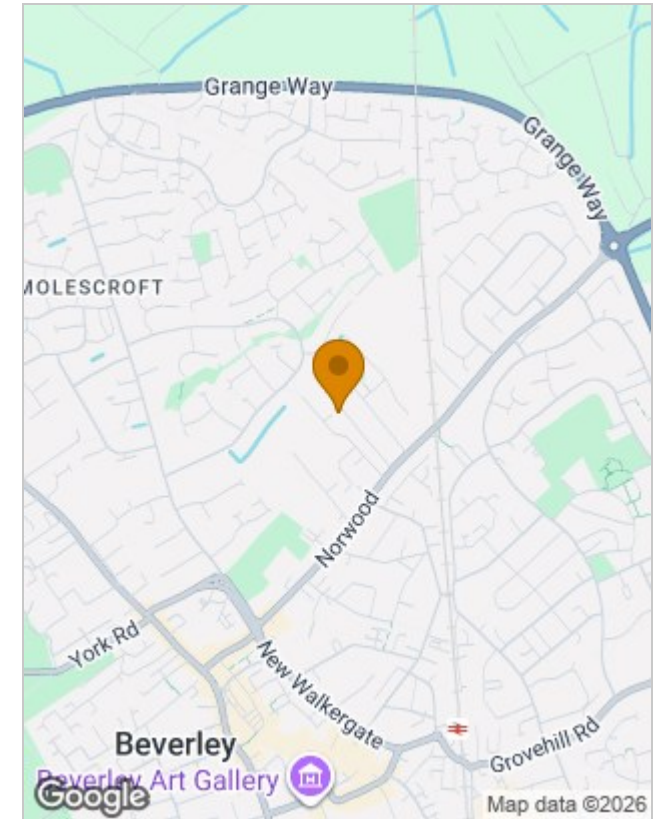 Grange Way
Grange Way
MOLESCROFT
Norwood
York Rd
New Walkergate
Beverley
Grovehill Rd
Beverley Art Gallery
Google
Map data ©2026